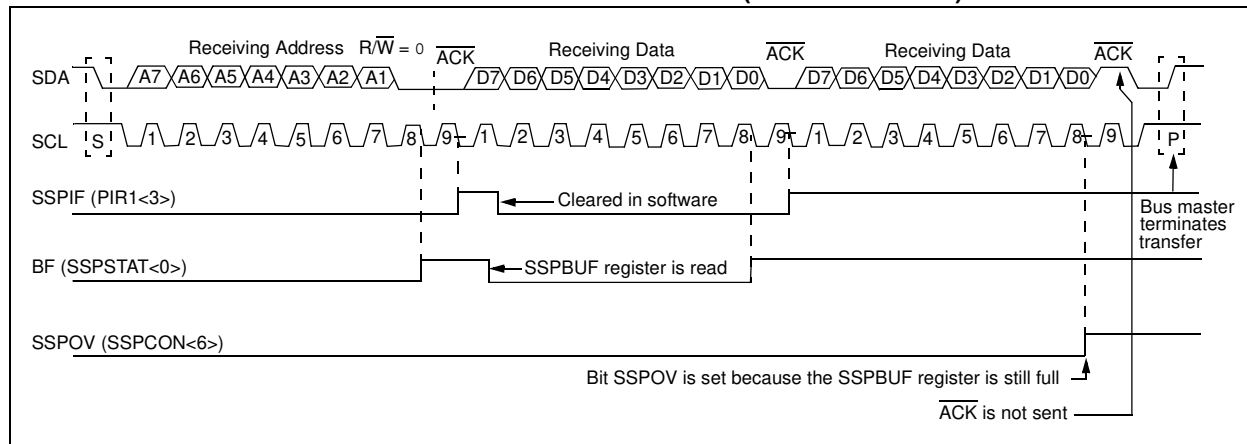 Receiving Address R/W = 0 ACK Receiving Data ACK Receiving Data ACK
SDA A7 A6 A5 A4 A3 A2 A1 D7 D6 D5 D4 D3 D2 D1 D0 D7 D6 D5 D4 D3 D2 D1 D0
SCL S 1 2 3 4 5 6 7 8 9 1 2 3 4 5 6 7 8 9 1 2 3 4 5 6 7 8 9 P
SSPIF (PIR1<3>)
Cleared in software
Bus master
terminates
transfer
BF (SSPSTAT<0>)
SSPBUF register is read
SSPOV (SSPCON<6>)
Bit SSPOV is set because the SSPBUF register is still full
ACK is not sent